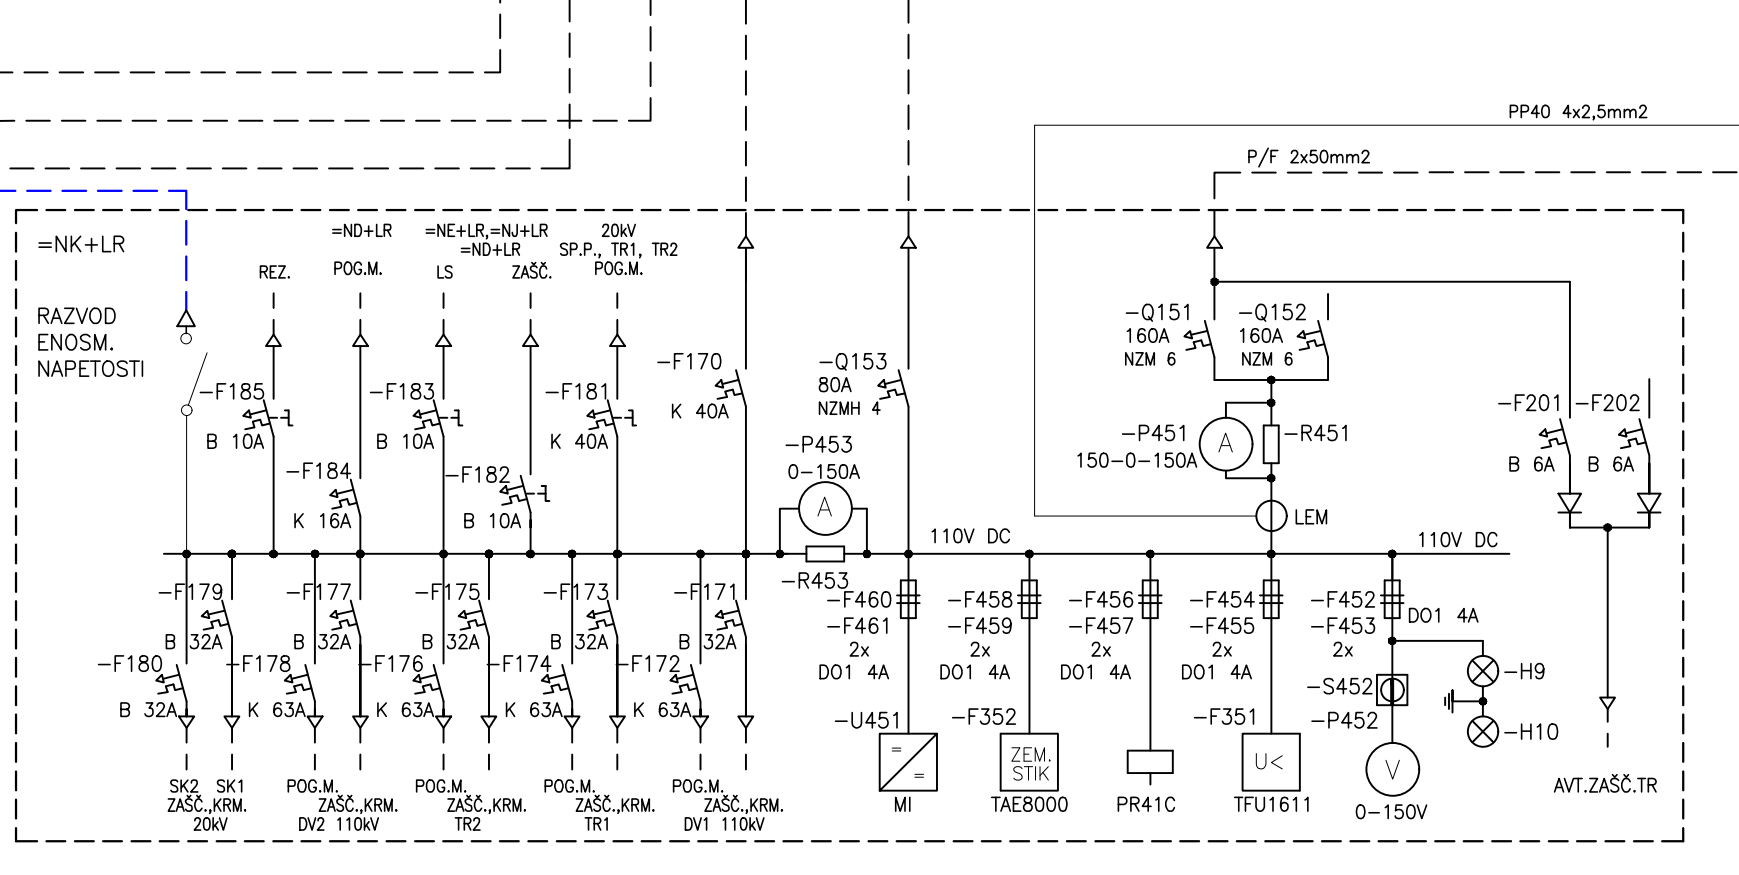 PP40 4x2,5mm2
P/F 2x50mm2
=NK+LR
RAZVOD
ENOSM.
NAPETOSTI
REZ.
=ND+LR
POG.M.
=NE+LR,=NJ+LR
=ND+LR
LS
ZAŠČ.
20kV
SP.P., TR1, TR2
POG.M.
-F185
B 10A
-F184
K 16A
-F183
B 10A
-F182
B 10A
-F181
K 40A
-F170
K 40A
-Q153
80A
NZMH 4
-P453
0-150A
A
-R453
110V DC
-Q151
160A
NZM 6
-Q152
160A
NZM 6
-P451
150-0-150A
A
-R451
LEM
110V DC
-F201
B 6A
-F202
B 6A
-F179
B 32A
-F177
B 32A
-F175
B 32A
-F173
B 32A
-F171
B 32A
-F180
B 32A
-F178
K 63A
-F176
K 63A
-F174
K 63A
-F172
K 63A
SK2 SK1
ZAŠČ.,KRM.
20kV
POG.M.
ZAŠČ.,KRM.
DV2 110kV
POG.M.
ZAŠČ.,KRM.
TR2
POG.M.
ZAŠČ.,KRM.
TR1
POG.M.
ZAŠČ.,KRM.
DV1 110kV
-F460
-F461
2x
DO1 4A
-U451
=
=
MI
-F458
-F459
2x
DO1 4A
-F352
ZEM.
STIK
TAE8000
-F456
-F457
2x
DO1 4A
PR41C
-F454
-F455
2x
DO1 4A
-F351
U<
TFU1611
-F452
-F453
2x
DO1 4A
-S452
-P452
V
0-150V
-H9
-H10
AVT.ZAŠČ.TR